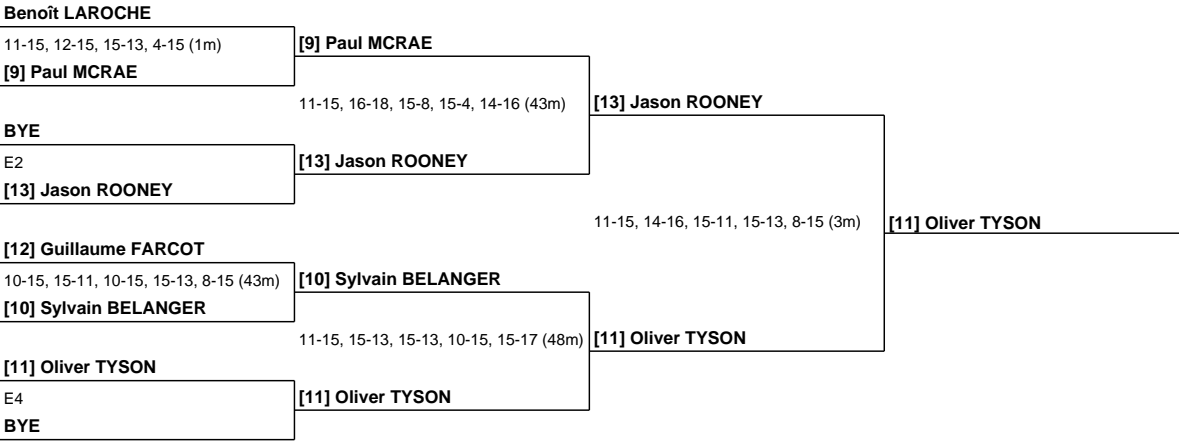 Benoît LAROCHE
11-15, 12-15, 15-13, 4-15 (1m)
[9] Paul MCRAE
[9] Paul MCRAE
11-15, 16-18, 15-8, 15-4, 14-16 (43m)
[13] Jason ROONEY
BYE
E2
[13] Jason ROONEY
[13] Jason ROONEY
11-15, 14-16, 15-11, 15-13, 8-15 (3m)
[11] Oliver TYSON
[12] Guillaume FARCOT
10-15, 15-11, 10-15, 15-13, 8-15 (43m)
[10] Sylvain BELANGER
[10] Sylvain BELANGER
11-15, 15-13, 15-13, 10-15, 15-17 (48m)
[11] Oliver TYSON
[11] Oliver TYSON
E4
[11] Oliver TYSON
BYE